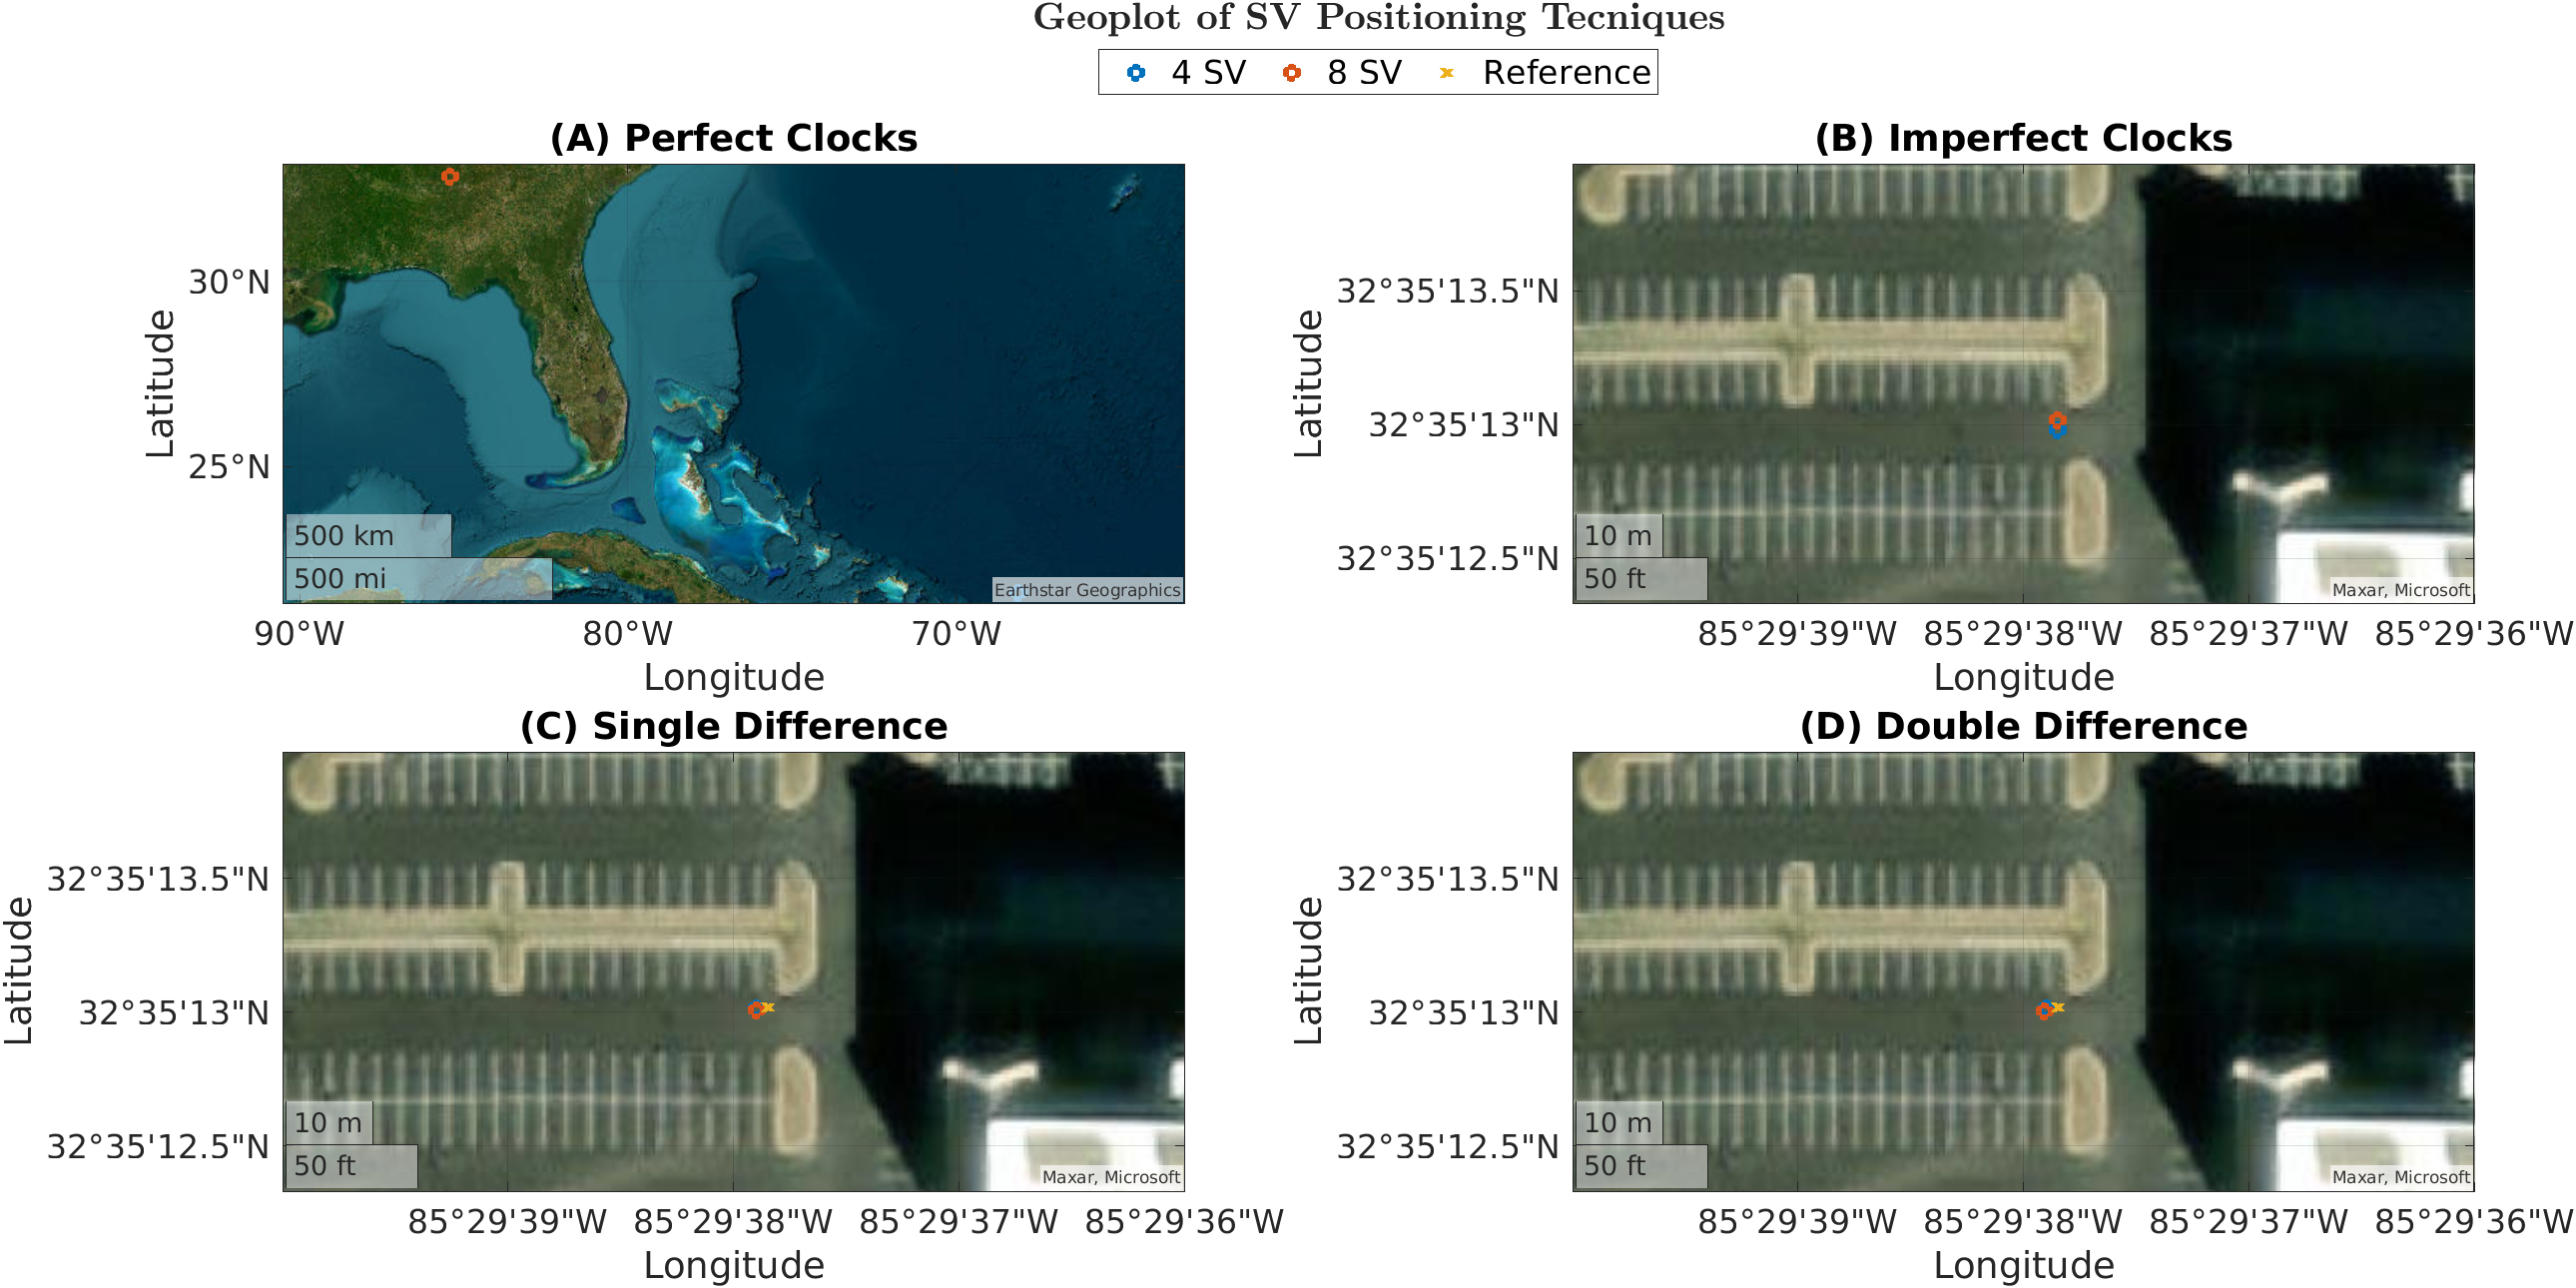 Geoplot of SV Positioning Tecniques
4 SV 8 SV Reference
(A) Perfect Clocks
Latitude
30°N
25°N
500 km
500 mi
Earthstar Geographics
90°W 80°W 70°W
Longitude
(B) Imperfect Clocks
Latitude
32°35'13.5"N
32°35'13"N
32°35'12.5"N
10 m
50 ft
Maxar, Microsoft
85°29'39"W 85°29'38"W 85°29'37"W 85°29'36"W
Longitude
(C) Single Difference
Latitude
32°35'13.5"N
32°35'13"N
32°35'12.5"N
10 m
50 ft
Maxar, Microsoft
85°29'39"W 85°29'38"W 85°29'37"W 85°29'36"W
Longitude
(D) Double Difference
Latitude
32°35'13.5"N
32°35'13"N
32°35'12.5"N
10 m
50 ft
Maxar, Microsoft
85°29'39"W 85°29'38"W 85°29'37"W 85°29'36"W
Longitude